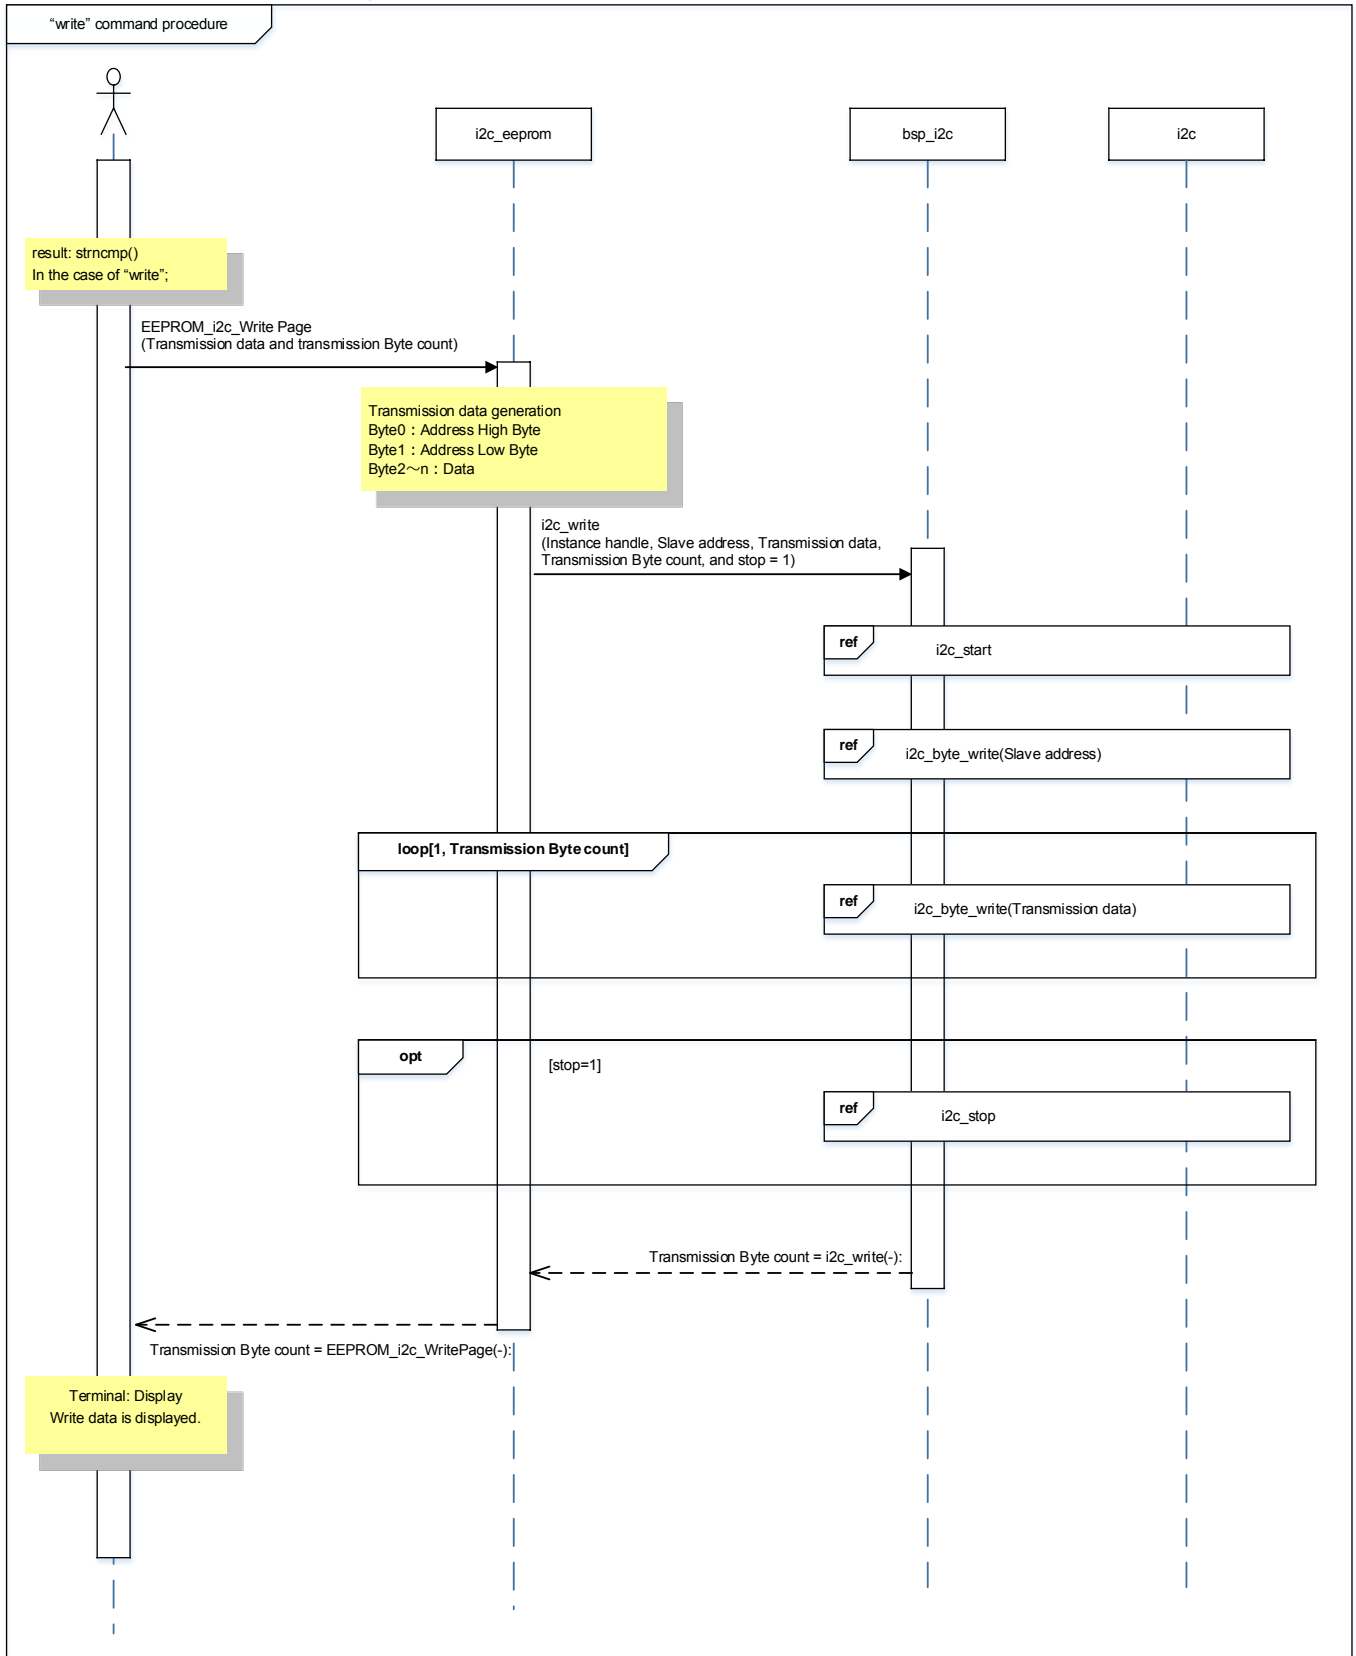 “write” command procedure
i2c_eeprom
bsp_i2c
i2c
result: strncmp()
In the case of “write”;
EEPROM_i2c_Write Page
(Transmission data and transmission Byte count)
Transmission data generation
Byte0：Address High Byte
Byte1：Address Low Byte
Byte2～n：Data
i2c_write
(Instance handle, Slave address, Transmission data,
Transmission Byte count, and stop = 1)
ref
i2c_start
ref
i2c_byte_write(Slave address)
loop[1, Transmission Byte count]
ref
i2c_byte_write(Transmission data)
opt
[stop=1]
ref
i2c_stop
Transmission Byte count = i2c_write(-):
Transmission Byte count = EEPROM_i2c_WritePage(-):
Terminal: Display
Write data is displayed.